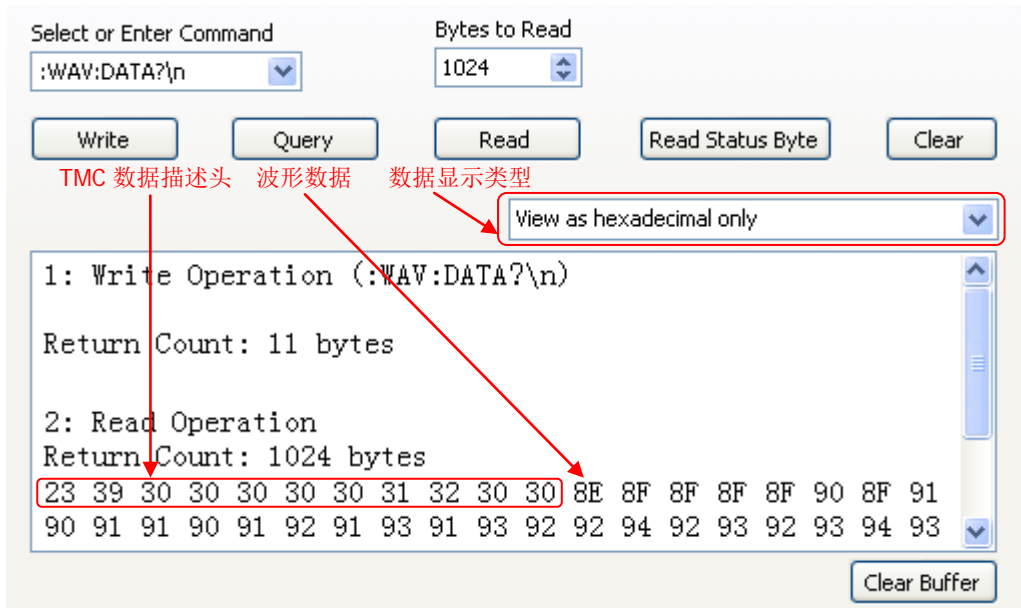 Select or Enter Command
Bytes to Read
:WAV:DATA?\n
1024
Write
Query
Read
Read Status Byte
Clear
TMC 数据描述头
波形数据
数据显示类型
View as hexadecimal only
1: Write Operation (:WAV:DATA?\n)
Return Count: 11 bytes
2: Read Operation
Return Count: 1024 bytes
23 39 30 30 30 30 30 31 32 30 30 8E 8F 8F 8F 8F 90 8F 91
90 91 91 90 91 92 91 93 91 93 92 92 94 92 93 92 93 94 93
Clear Buffer